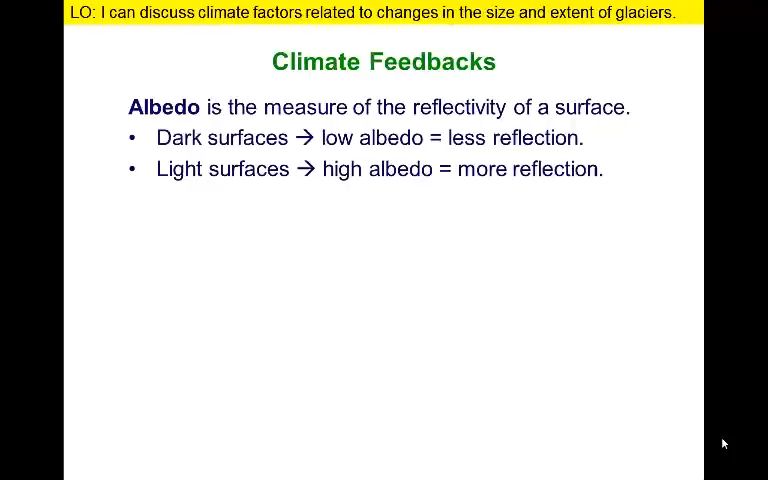 LO: I can discuss climate factors related to changes in the size and extent of glaciers.
Climate Feedbacks
Albedo is the measure of the reflectivity of a surface.
• Dark surfaces → low albedo = less reflection.
• Light surfaces → high albedo = more reflection.